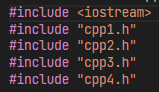 #include <iostream>
#include "cpp1.h"
#include "cpp2.h"
#include "cpp3.h"
#include "cpp4.h"